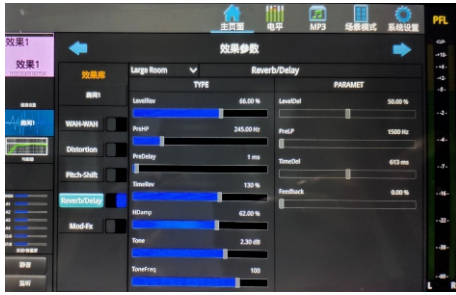 主页面
电平
MP3
场景模式
系统设置
PFL
效果1
效果参数
效果1
效果库
Large Room
Reverb/Delay
TYPE
PARAMET
LevelRev 66.00 %
LevelDel 50.00 %
WAH-WAH
PreHP 245.00 Hz
PreLP 1500 Hz
Distortion
PreDelay 1 ms
TimeDel 613 ms
Pitch-Shift
TimeRev 130 %
Feedback 0.00 %
Reverb/Delay
HDamp 62.00 %
Mod-Fx
Tone 2.30 dB
ToneFreq 100
静音
监听
L
R